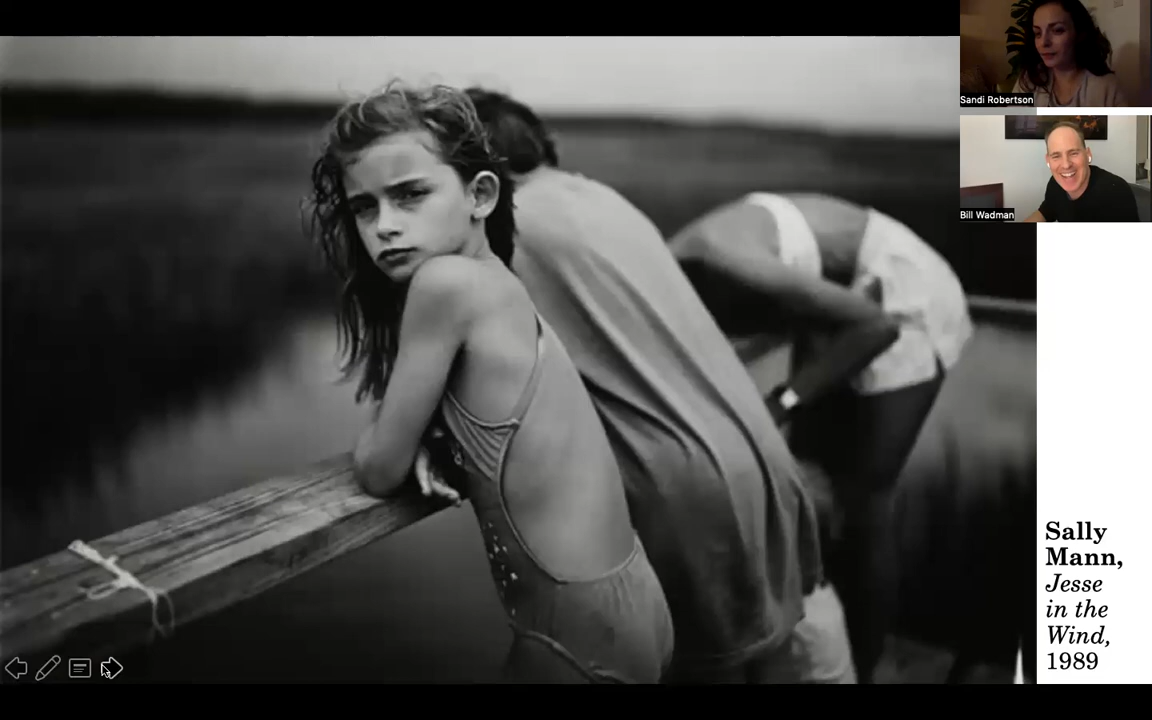 Sandi Robertson
Bill Wadman
Sally
Mann,
Jesse
in the
Wind,
1989